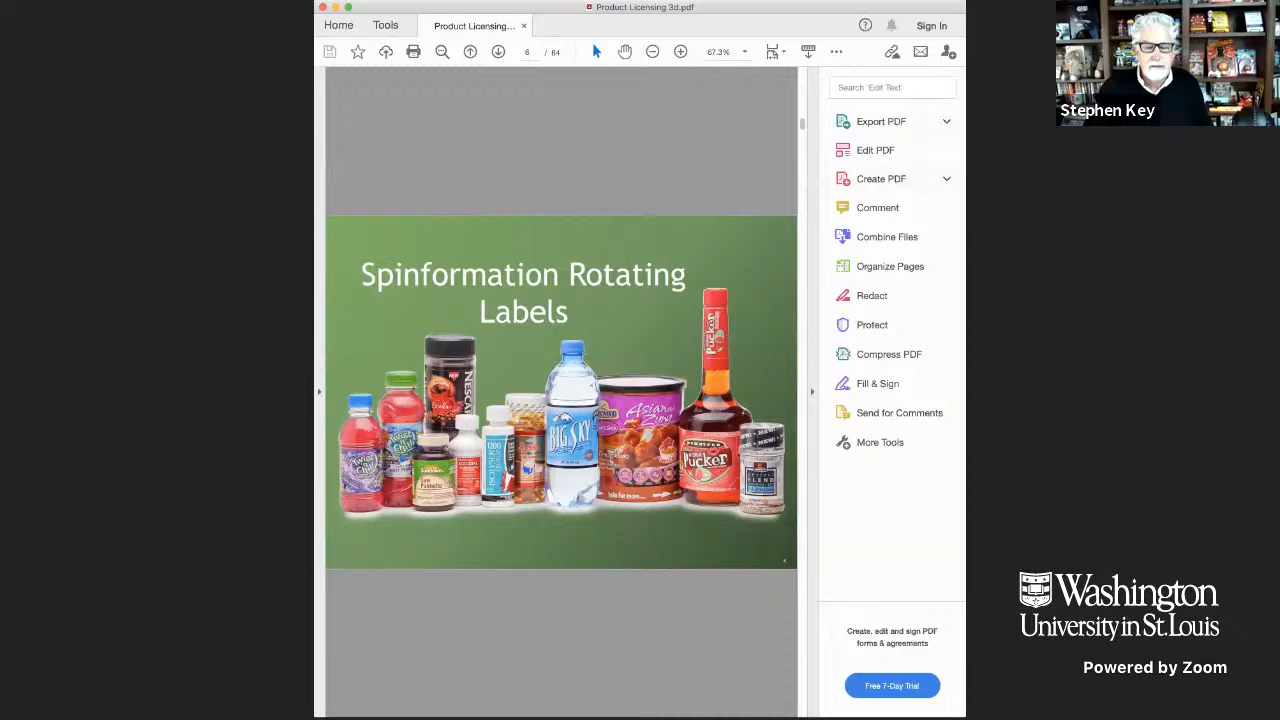 Product Licensing 3d.pdf
Home
Tools
Product Licensing...
Sign In
6 / 64
67.3%
Search 'Edit Text'
Export PDF
Edit PDF
Create PDF
Comment
Combine Files
Organize Pages
Redact
Protect
Compress PDF
Fill & Sign
Send for Comments
More Tools
Create, edit and sign PDF
forms & agreements
Free 7-Day Trial
Spinformation Rotating
Labels
NEW
BIG SKY
Asian
Zing
Pucker
Pucker
BLEND
Stephen Key
Washington
University in St. Louis
Powered by Zoom